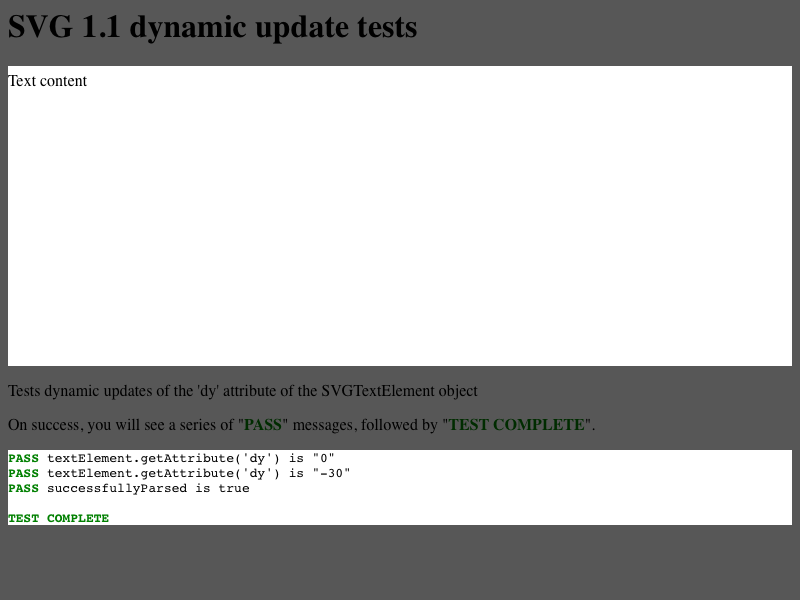 SVG 1.1 dynamic update tests
Text content
Tests dynamic updates of the 'dy' attribute of the SVGTextElement object
On success, you will see a series of "PASS" messages, followed by "TEST COMPLETE".
PASS textElement.getAttribute('dy') is "0"
PASS textElement.getAttribute('dy') is "-30"
PASS successfullyParsed is true
TEST COMPLETE